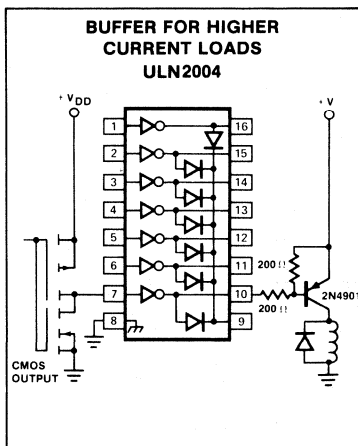 BUFFER FOR HIGHER
CURRENT LOADS
ULN2004
+ VDD
+ V
1
16
2
15
3
14
4
13
5
12
6
11
7
10
8
9
200 Ω
200 Ω
2N4901
CMOS
OUTPUT